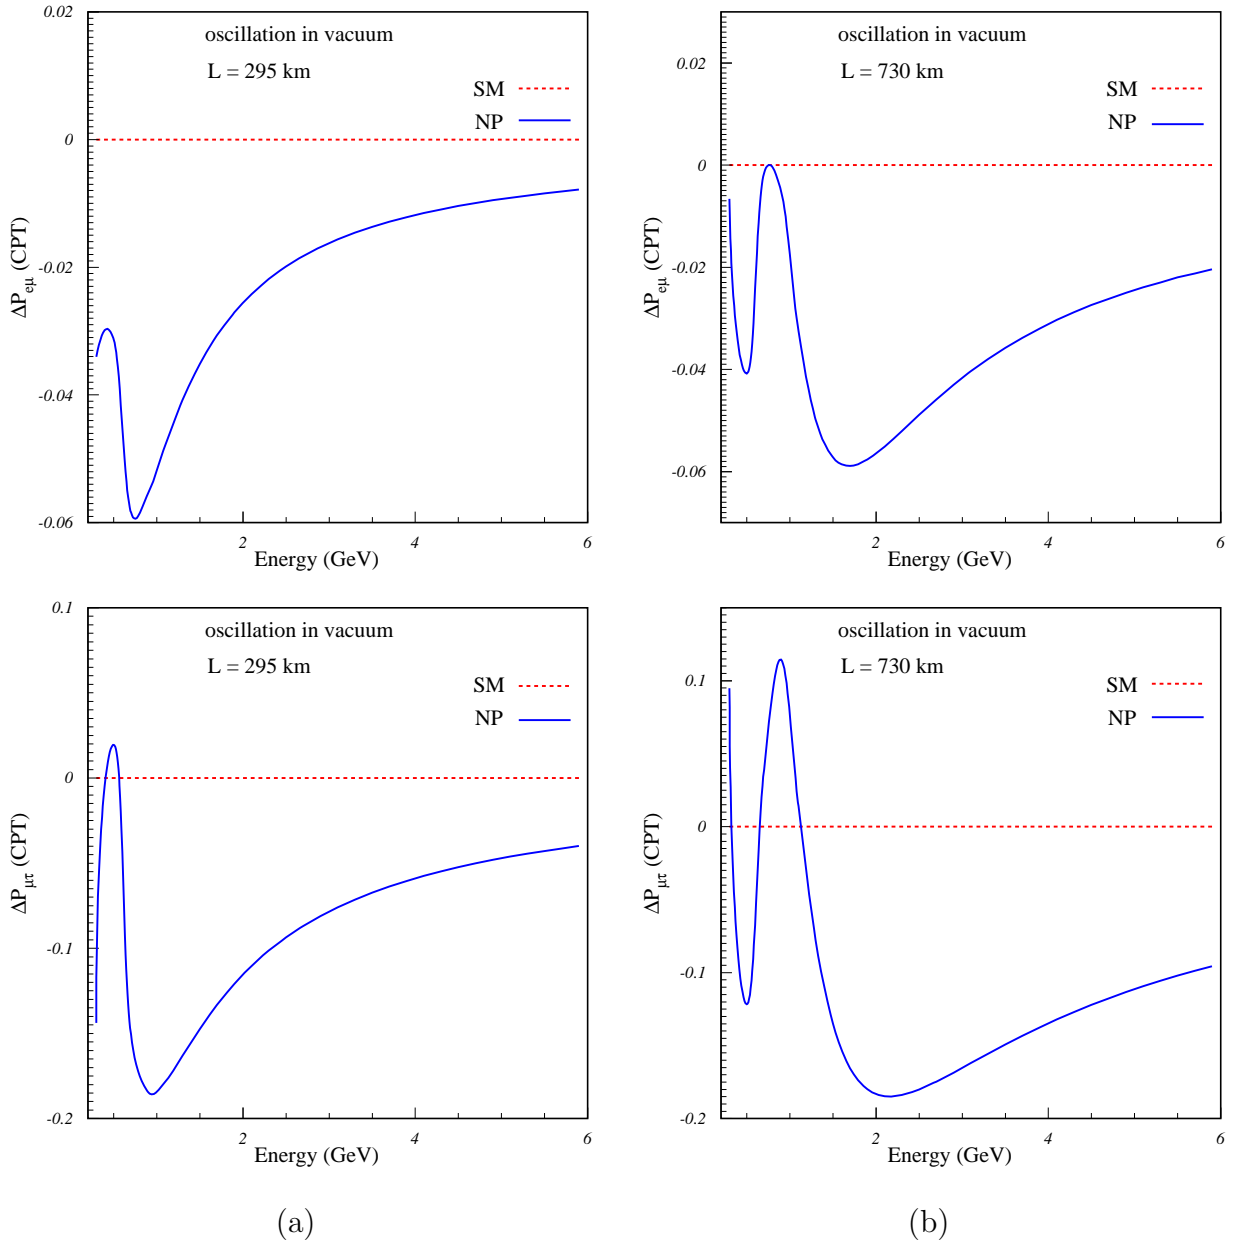 0.02
oscillation in vacuum
L = 295 km
SM
NP
0
-0.02
-0.04
-0.06
ΔP_eμ (CPT)
2
4
6
Energy (GeV)
0.02
oscillation in vacuum
L = 730 km
SM
NP
0
-0.02
-0.04
-0.06
ΔP_eμ (CPT)
2
4
6
Energy (GeV)
0.1
oscillation in vacuum
L = 295 km
SM
NP
0
-0.1
-0.2
ΔP_μτ (CPT)
2
4
6
Energy (GeV)
oscillation in vacuum
L = 730 km
0.1
SM
NP
0
-0.1
-0.2
ΔP_μτ (CPT)
2
4
6
Energy (GeV)
(a)
(b)